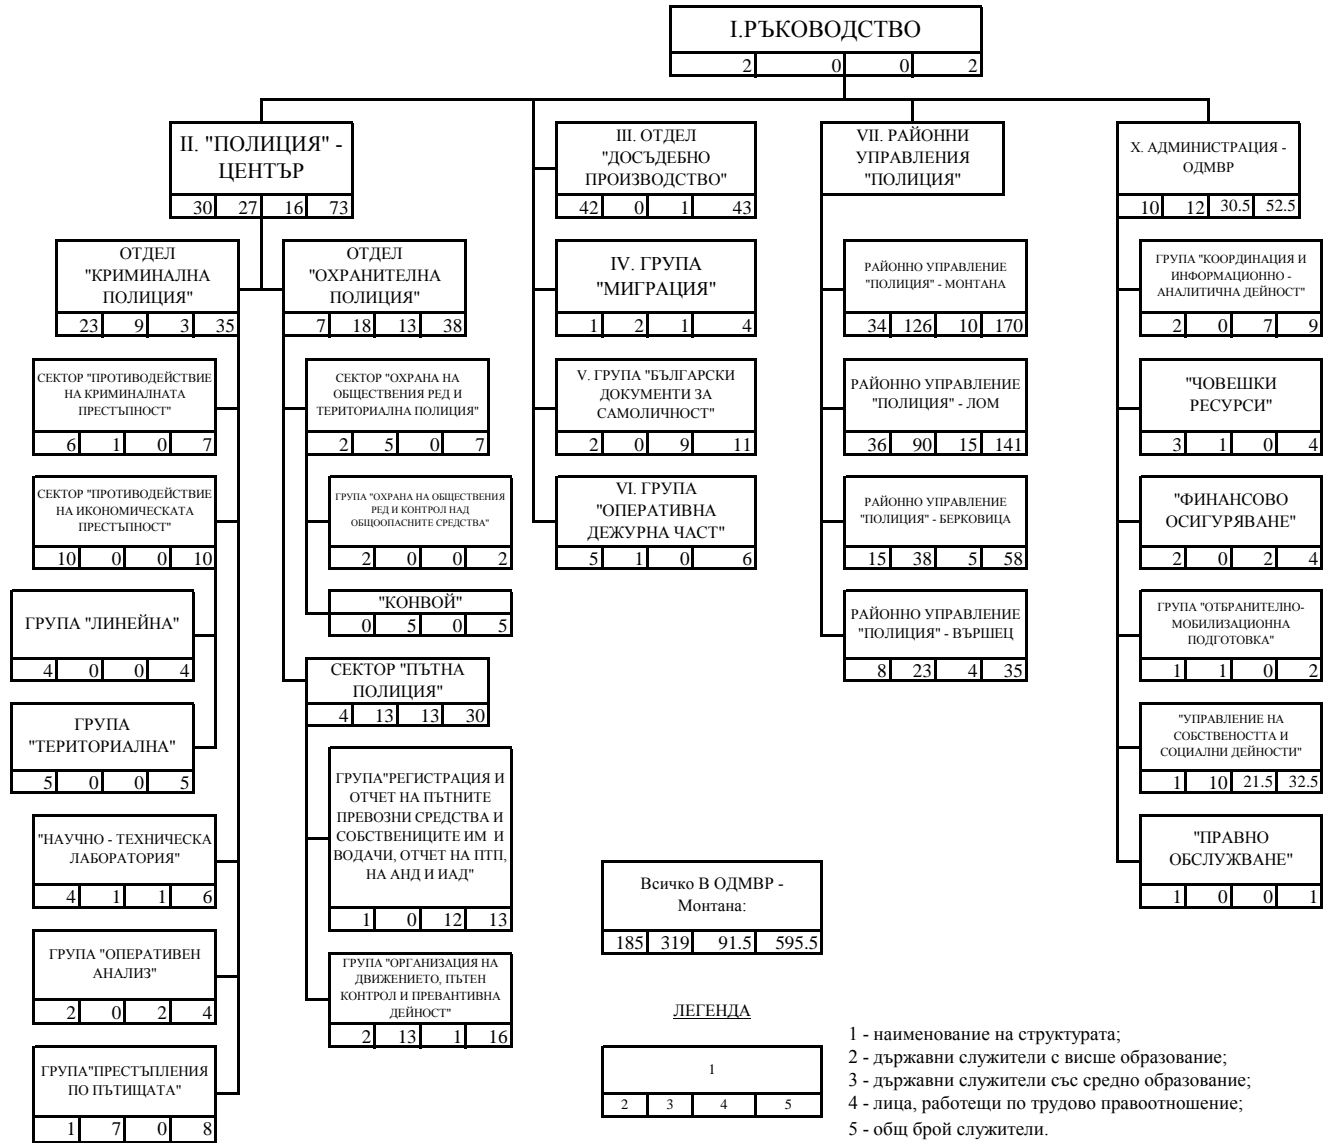 I.РЪКОВОДСТВО
2 0 0 2
II. "ПОЛИЦИЯ" -
ЦЕНТЪР
30 27 16 73
ОТДЕЛ
"КРИМИНАЛНА
ПОЛИЦИЯ"
23 9 3 35
СЕКТОР "ПРОТИВОДЕЙСТВИЕ
НА КРИМИНАЛНАТА
ПРЕСТЪПНОСТ"
6 1 0 7
СЕКТОР "ПРОТИВОДЕЙСТВИЕ
НА ИКОНОМИЧЕСКАТА
ПРЕСТЪПНОСТ"
10 0 0 10
ГРУПА "ЛИНЕЙНА"
4 0 0 4
ГРУПА
"ТЕРИТОРИАЛНА"
5 0 0 5
"НАУЧНО - ТЕХНИЧЕСКА
ЛАБОРАТОРИЯ"
4 1 1 6
ГРУПА "ОПЕРАТИВЕН
АНАЛИЗ"
2 0 2 4
ГРУПА"ПРЕСТЪПЛЕНИЯ
ПО ПЪТИЩАТА"
1 7 0 8
ОТДЕЛ
"ОХРАНИТЕЛНА
ПОЛИЦИЯ"
7 18 13 38
СЕКТОР "ОХРАНА НА
ОБЩЕСТВЕНИЯ РЕД И
ТЕРИТОРИАЛНА ПОЛИЦИЯ"
2 5 0 7
ГРУПА "ОХРАНА НА ОБЩЕСТВЕНИЯ
РЕД И КОНТРОЛ НАД
ОБЩООПАСНИТЕ СРЕДСТВА"
2 0 0 2
"КОНВОЙ"
0 5 0 5
СЕКТОР "ПЪТНА
ПОЛИЦИЯ"
4 13 13 30
ГРУПА"РЕГИСТРАЦИЯ И
ОТЧЕТ НА ПЪТНИТЕ
ПРЕВОЗНИ СРЕДСТВА И
СОБСТВЕНИЦИТЕ ИМ И
ВОДАЧИ, ОТЧЕТ НА ПТП,
НА АНД И ИАД"
1 0 12 13
ГРУПА "ОРГАНИЗАЦИЯ НА
ДВИЖЕНИЕТО, ПЪТЕН
КОНТРОЛ И ПРЕВАНТИВНА
ДЕЙНОСТ"
2 13 1 16
III. ОТДЕЛ
"ДОСЪДЕБНО
ПРОИЗВОДСТВО"
42 0 1 43
IV. ГРУПА
"МИГРАЦИЯ"
1 2 1 4
V. ГРУПА "БЪЛГАРСКИ
ДОКУМЕНТИ ЗА
САМОЛИЧНОСТ"
2 0 9 11
VI. ГРУПА
"ОПЕРАТИВНА
ДЕЖУРНА ЧАСТ"
5 1 0 6
VII. РАЙОННИ
УПРАВЛЕНИЯ
"ПОЛИЦИЯ"
РАЙОННО УПРАВЛЕНИЕ
"ПОЛИЦИЯ" - МОНТАНА
34 126 10 170
РАЙОННО УПРАВЛЕНИЕ
"ПОЛИЦИЯ" - ЛОМ
36 90 15 141
РАЙОННО УПРАВЛЕНИЕ
"ПОЛИЦИЯ" - БЕРКОВИЦА
15 38 5 58
РАЙОННО УПРАВЛЕНИЕ
"ПОЛИЦИЯ" - ВЪРШЕЦ
8 23 4 35
X. АДМИНИСТРАЦИЯ -
ОДМВР
10 12 30.5 52.5
ГРУПА "КООРДИНАЦИЯ И
ИНФОРМАЦИОННО -
АНАЛИТИЧНА ДЕЙНОСТ"
2 0 7 9
"ЧОВЕШКИ
РЕСУРСИ"
3 1 0 4
"ФИНАНСОВО
ОСИГУРЯВАНЕ"
2 0 2 4
ГРУПА "ОТБРАНИТЕЛНО-
МОБИЛИЗАЦИОННА
ПОДГОТОВКА"
1 1 0 2
"УПРАВЛЕНИЕ НА
СОБСТВЕНОСТТА И
СОЦИАЛНИ ДЕЙНОСТИ"
1 10 21.5 32.5
"ПРАВНО
ОБСЛУЖВАНЕ"
1 0 0 1
Всичко В ОДМВР -
Монтана:
185 319 91.5 595.5
ЛЕГЕНДА
1
2 3 4 5
1 - наименование на структурата;
2 - държавни служители с висше образование;
3 - държавни служители със средно образование;
4 - лица, работещи по трудово правоотношение;
5 - общ брой служители.